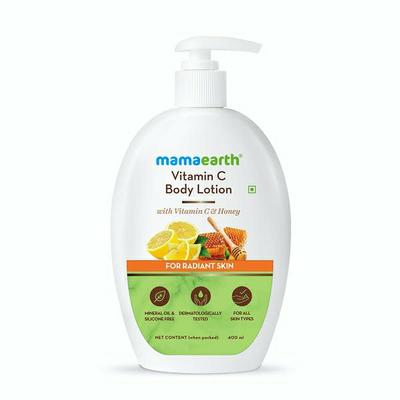 mamaearth
Vitamin C
Body Lotion
with Vitamin C & Honey
FOR RADIANT SKIN
MINERAL OIL & SILICONE FREE
DERMATOLOGICALLY TESTED
FOR ALL SKIN TYPES
NET CONTENT (when packed) 400 ml